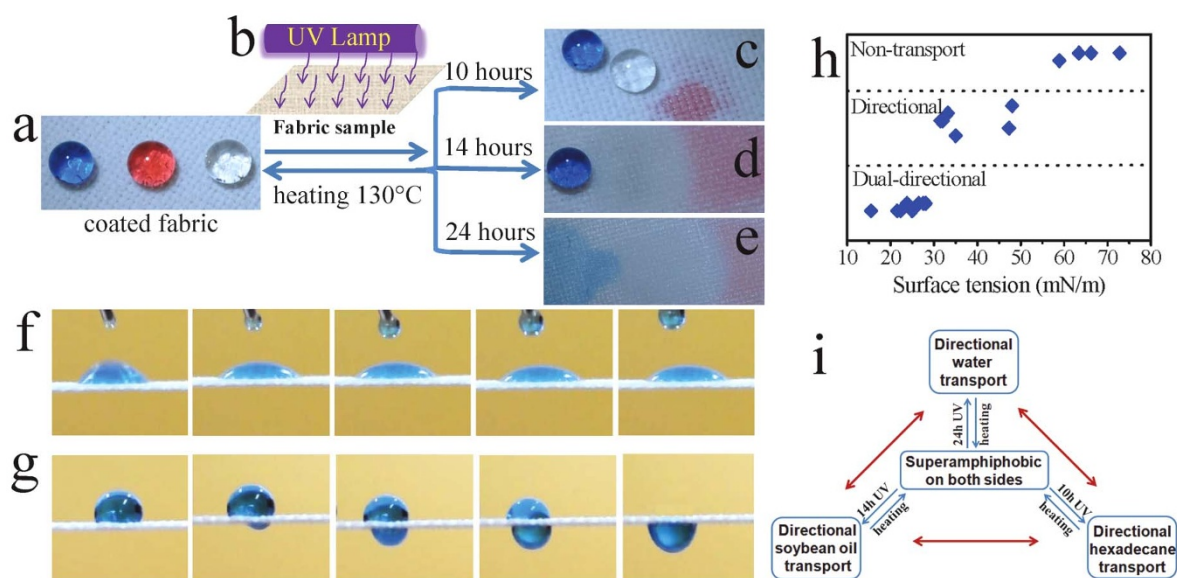 a
coated fabric
b
UV Lamp
Fabric sample
heating 130°C
10 hours
14 hours
24 hours
c
d
e
f
g
h
Non-transport
Directional
Dual-directional
10 20 30 40 50 60 70 80
Surface tension (mN/m)
i
Directional
water
transport
24h UV
heating
Superamphiphobic
on both sides
14h UV
heating
10h UV
heating
Directional
soybean oil
transport
Directional
hexadecane
transport